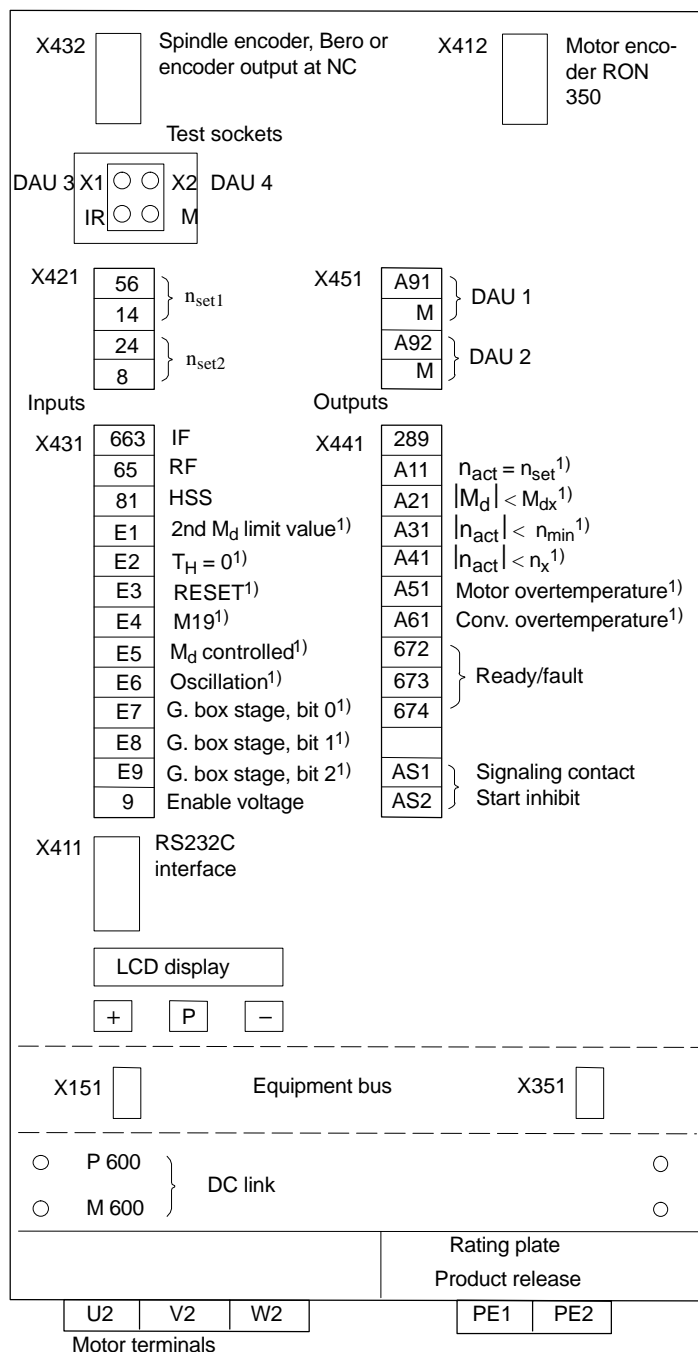 X432 Spindle encoder, Bero or encoder output at NC
X412 Motor enco-
der RON
350
Test sockets
DAU 3 X1 X2 DAU 4
IR M
X421
56
14
n set1
24
8
n set2
X451
A91
M
DAU 1
A92
M
DAU 2
Inputs
X431
663 IF
65 RF
81 HSS
E1 2nd Md limit value1)
E2 TH = 01)
E3 RESET1)
E4 M191)
E5 Md controlled1)
E6 Oscillation1)
E7 G. box stage, bit 01)
E8 G. box stage, bit 11)
E9 G. box stage, bit 21)
9 Enable voltage
Outputs
X441
289
A11 nact = nset1)
A21 |Md| < Mdx1)
A31 |nact| < nmin1)
A41 |nact| < nx1)
A51 Motor overtemperature1)
A61 Conv. overtemperature1)
672
673
674
Ready/fault
AS1
AS2
Signaling contact
Start inhibit
X411
RS232C
interface
LCD display
+ P −
X151 Equipment bus X351
P 600
M 600
DC link
Rating plate
Product release
U2 V2 W2
PE1 PE2
Motor terminals